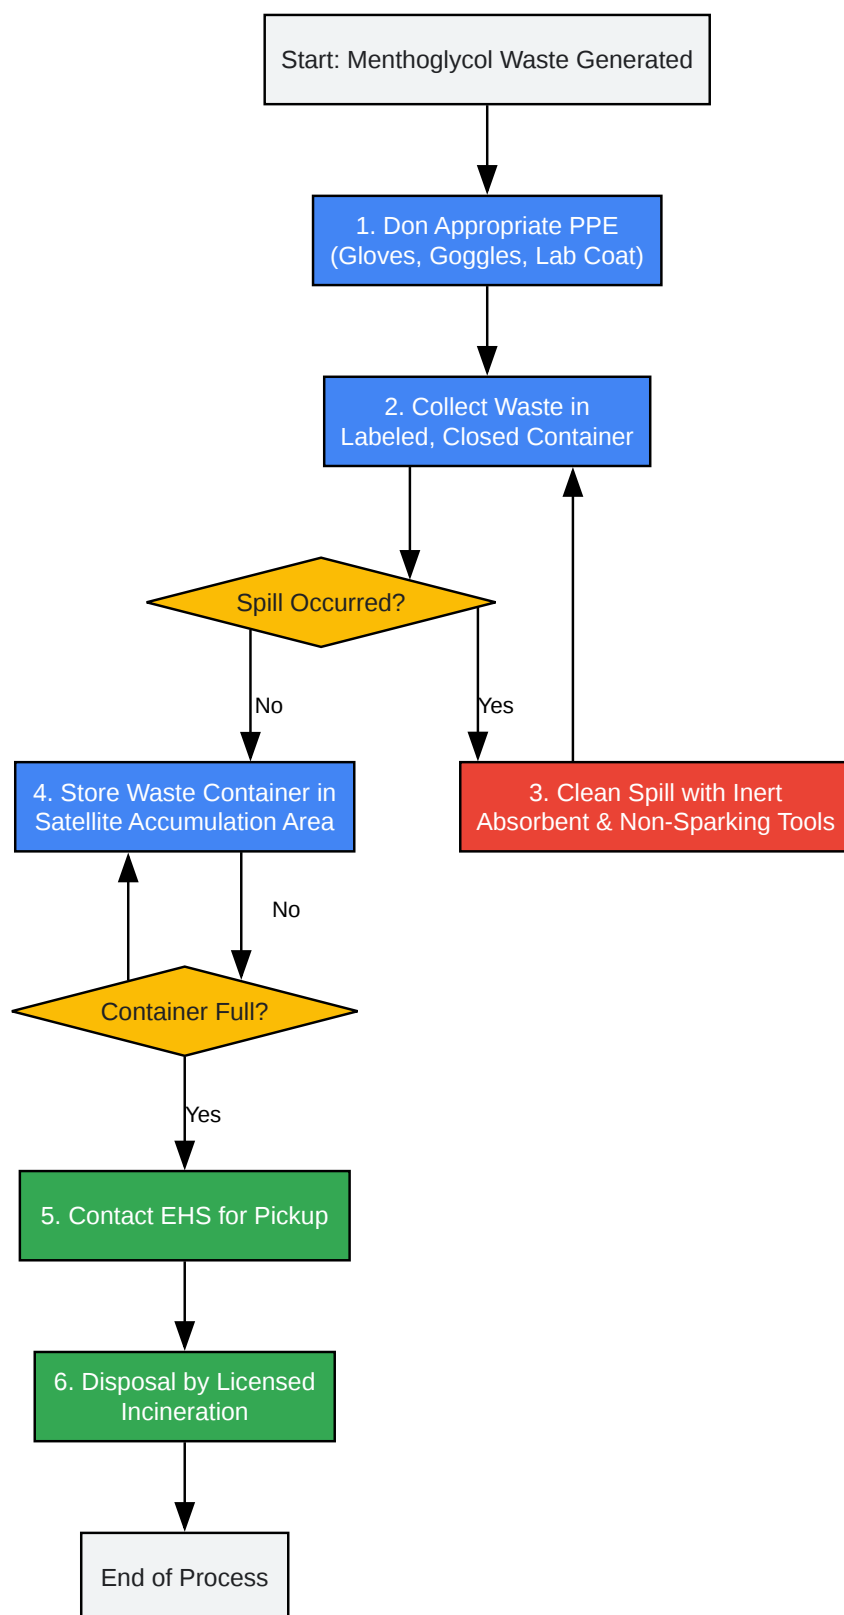 Start: Menthoglycol Waste Generated
1. Don Appropriate PPE
(Gloves, Goggles, Lab Coat)
2. Collect Waste in
Labeled, Closed Container
Spill Occurred?
No
Yes
4. Store Waste Container in
Satellite Accumulation Area
3. Clean Spill with Inert
Absorbent & Non-Sparking Tools
No
Container Full?
Yes
5. Contact EHS for Pickup
6. Disposal by Licensed
Incineration
End of Process